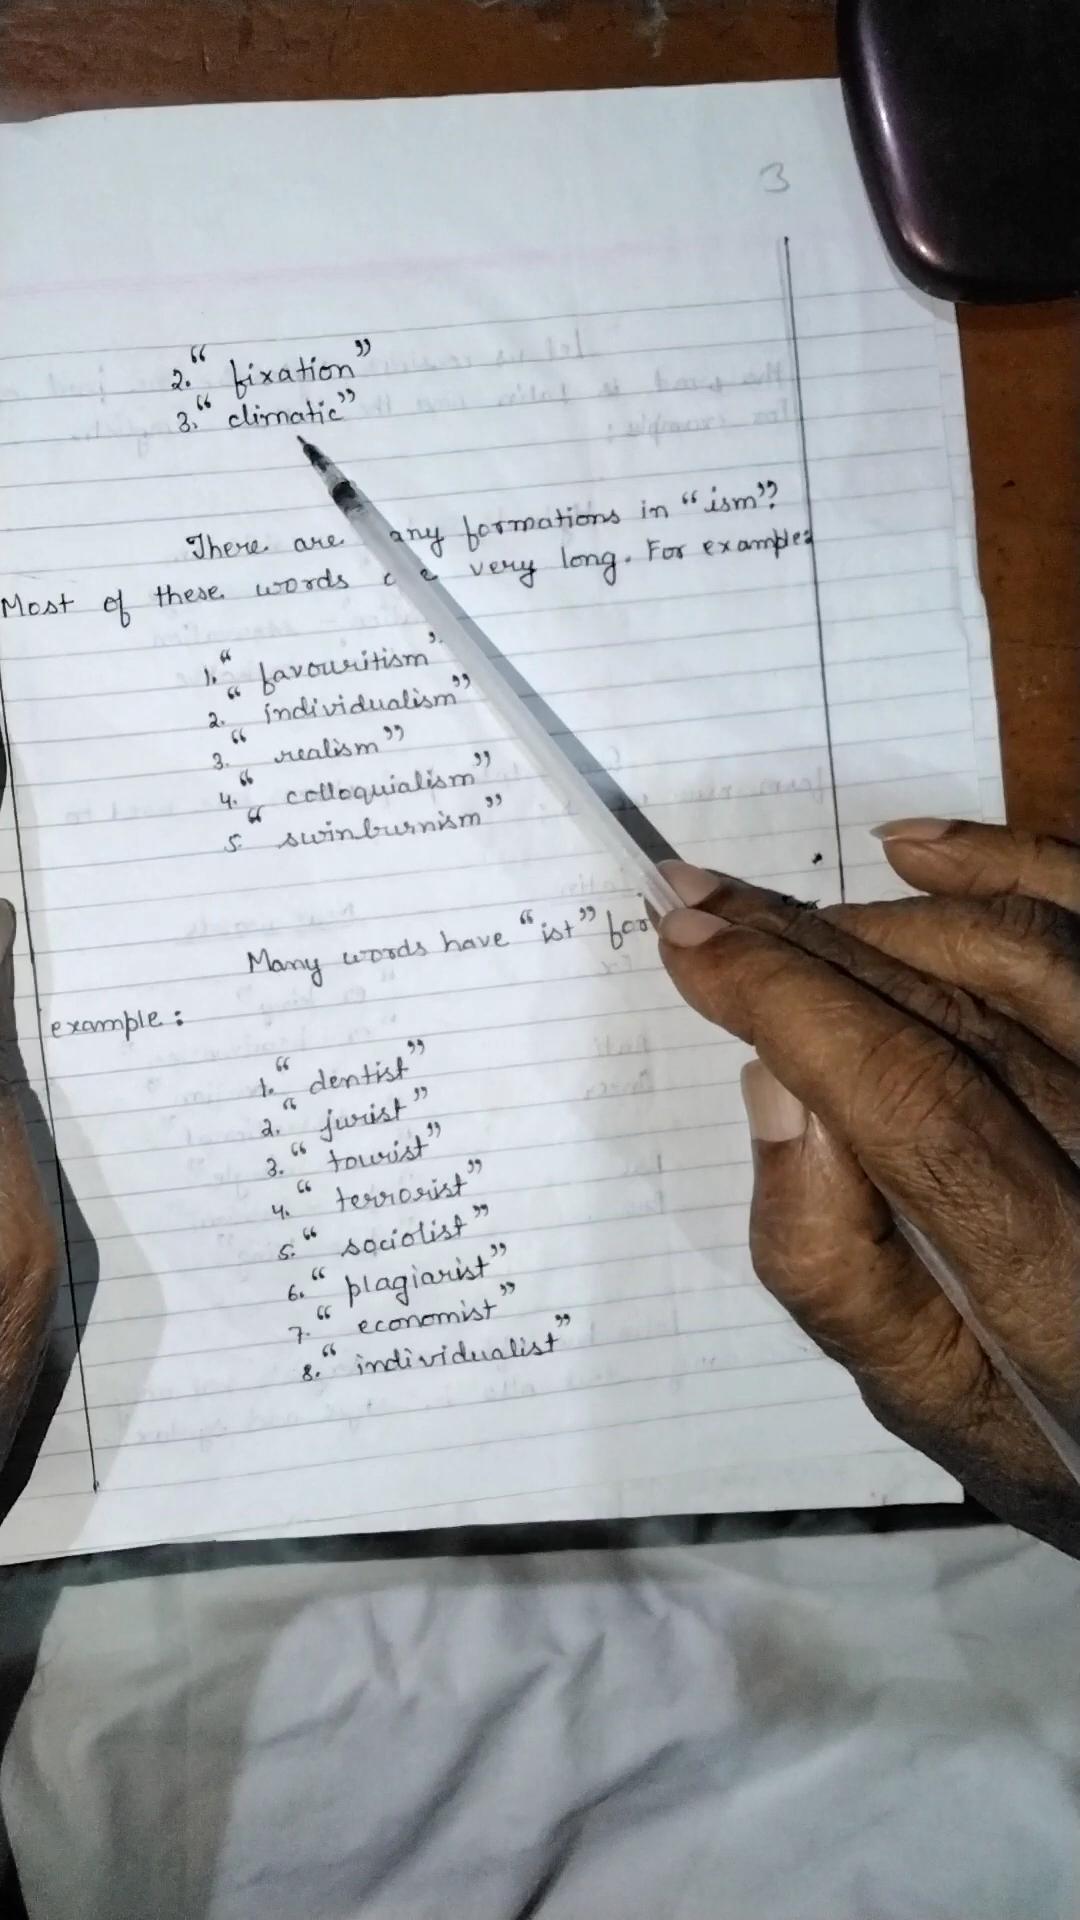 3
2. “fixation”
3. “climatic”
There are any formations in “ism”.
Most of these words very long. For example:
1. “favouritism”
2. “individualism”
3. “realism”
4. “colloquialism”
5. “swinburnism”
Many words have “ist” for
example:
1. “dentist”
2. “jurist”
3. “tourist”
4. “terrorist”
5. “sociolist”
6. “plagiarist”
7. “economist”
8. “individualist”